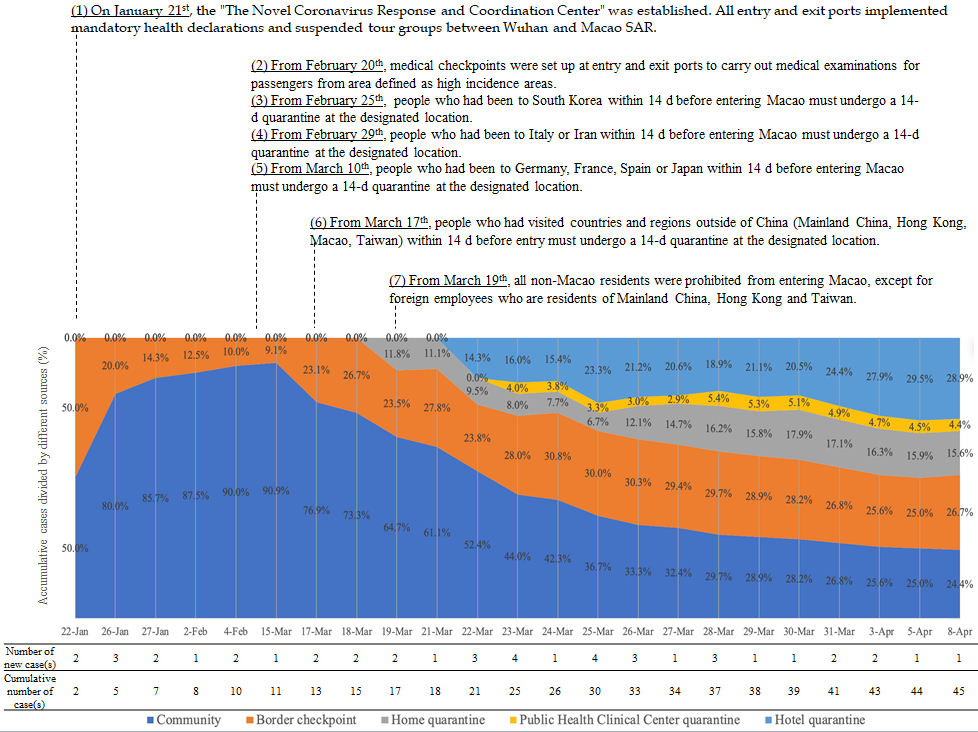 (1) On January 21st, the "The Novel Coronavirus Response and Coordination Center" was established. All entry and exit ports implemented
mandatory health declarations and suspended tour groups between Wuhan and Macao SAR.
(2) From February 20th, medical checkpoints were set up at entry and exit ports to carry out medical examinations for
passengers from area defined as high incidence areas.
(3) From February 25th, people who had been to South Korea within 14 d before entering Macao must undergo a 14-
d quarantine at the designated location.
(4) From February 29th, people who had been to Italy or Iran within 14 d before entering Macao must undergo a 14-d
quarantine at the designated location.
(5) From March 10th, people who had been to Germany, France, Spain or Japan within 14 d before entering Macao
must undergo a 14-d quarantine at the designated location.
(6) From March 17th, people who had visited countries and regions outside of China (Mainland China, Hong Kong,
Macao, Taiwan) within 14 d before entry must undergo a 14-d quarantine at the designated location.
(7) From March 19th, all non-Macao residents were prohibited from entering Macao, except for
foreign employees who are residents of Mainland China, Hong Kong and Taiwan.
Accumulative cases divided by different sources (%)
0.0% 0.0% 0.0% 0.0% 0.0% 0.0% 0.0% 0.0% 0.0% 0.0%
14.3% 16.0% 15.4% 23.3% 21.2% 20.6% 18.9% 21.1% 20.5% 24.4% 27.9% 29.5% 28.9%
0.0% 4.0% 3.8% 3.3% 3.0% 2.9% 5.4% 5.3% 5.1% 4.9% 4.7% 4.5% 4.4%
11.8% 11.1% 9.5% 8.0% 7.7% 6.7% 12.1% 14.7% 16.2% 15.8% 17.9% 17.1% 16.3% 15.9% 15.6%
50.0% 20.0% 14.3% 12.5% 10.0% 9.1% 23.1% 26.7% 23.5% 27.8% 23.8% 28.0% 30.8% 30.0% 30.3% 29.4% 29.7% 28.9% 28.2% 26.8% 25.6% 25.0% 26.7%
50.0% 80.0% 85.7% 87.5% 90.0% 90.9% 76.9% 73.3% 64.7% 61.1% 52.4% 44.0% 42.3% 36.7% 33.3% 32.4% 29.7% 28.9% 28.2% 26.8% 25.6% 25.0% 24.4%
22-Jan 26-Jan 27-Jan 2-Feb 4-Feb 15-Mar 17-Mar 18-Mar 19-Mar 21-Mar 22-Mar 23-Mar 24-Mar 25-Mar 26-Mar 27-Mar 28-Mar 29-Mar 30-Mar 31-Mar 3-Apr 5-Apr 8-Apr
Number of
new case(s)
2 3 2 1 2 1 2 2 2 1 3 4 1 4 3 1 3 1 1 2 2 1 1
Cumulative
number of
case(s)
2 5 7 8 10 11 13 15 17 18 21 25 26 30 33 34 37 38 39 41 43 44 45
Community Border checkpoint Home quarantine Public Health Clinical Center quarantine Hotel quarantine